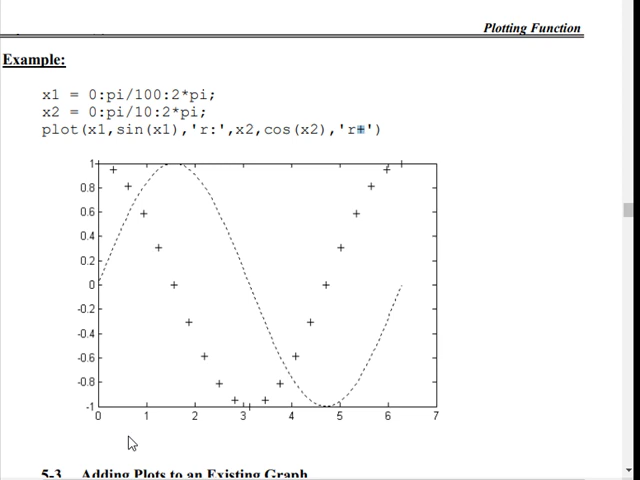 Plotting Function
Example:
x1 = 0:pi/100:2*pi;
x2 = 0:pi/10:2*pi;
plot(x1,sin(x1),'r:',x2,cos(x2),'r+')
1
0.8
0.6
0.4
0.2
0
-0.2
-0.4
-0.6
-0.8
-1
0 1 2 3 4 5 6 7
5-3 Adding Plots to an Existing Graph